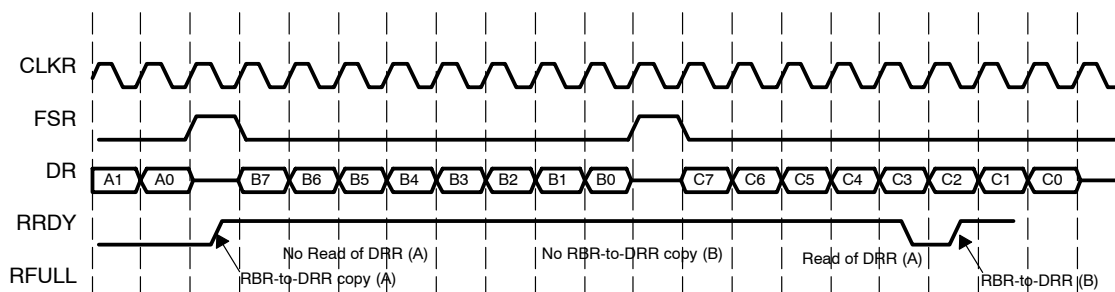 CLKR
FSR
DR A1 A0 B7 B6 B5 B4 B3 B2 B1 B0 C7 C6 C5 C4 C3 C2 C1 C0
RRDY
No Read of DRR (A) No RBR-to-DRR copy (B) Read of DRR (A)
RFULL RBR-to-DRR copy (A) RBR-to-DRR (B)